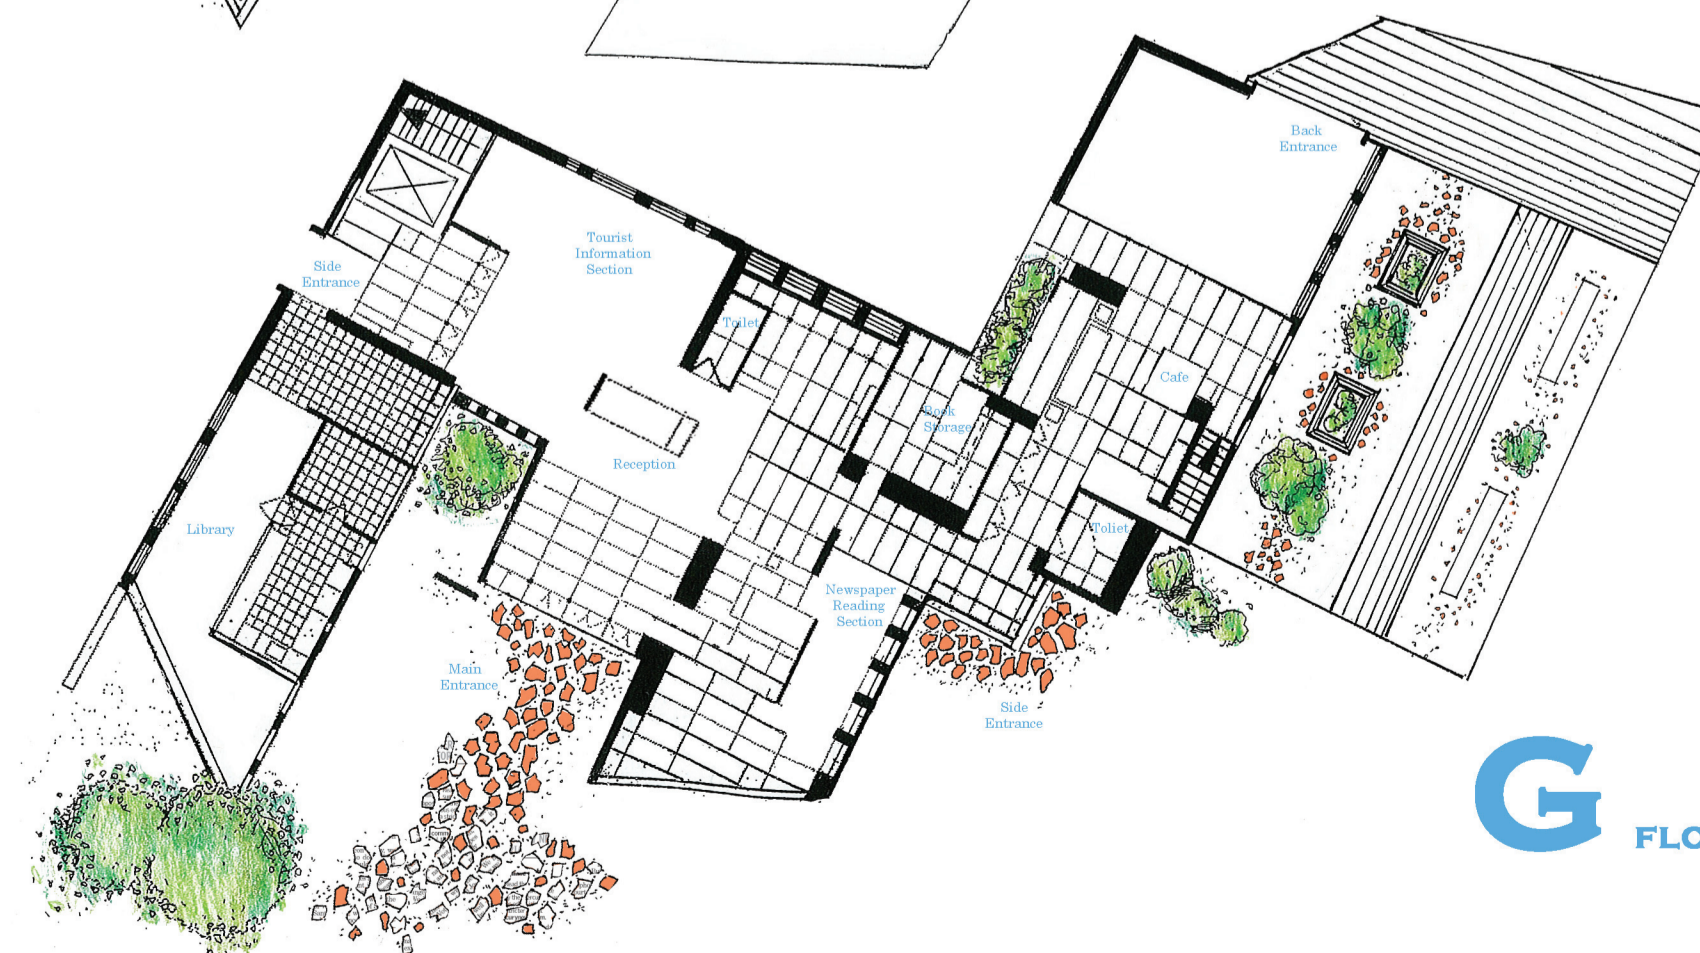 Back
Entrance
Tourist
Information
Section
Side
Entrance
Toilet
Cafe
Book
Storage
Reception
Library
Toliet
Newspaper
Reading
Section
Main
Entrance
Side
Entrance
G
FLO